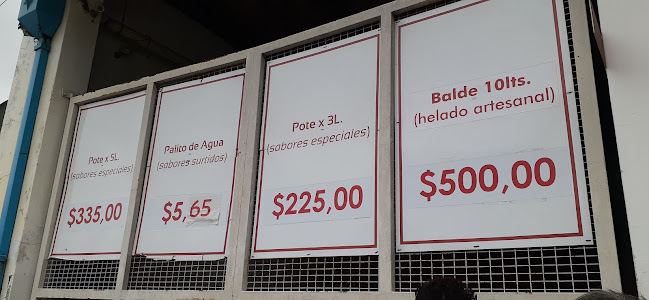 Pote x 5L.
(sabores especiales)
$335,00
Palito de Agua
(sabores surtidos)
$5,65
Pote x 3L.
(sabores especiales)
$225,00
Balde 10lts.
(helado artesanal)
$500,00